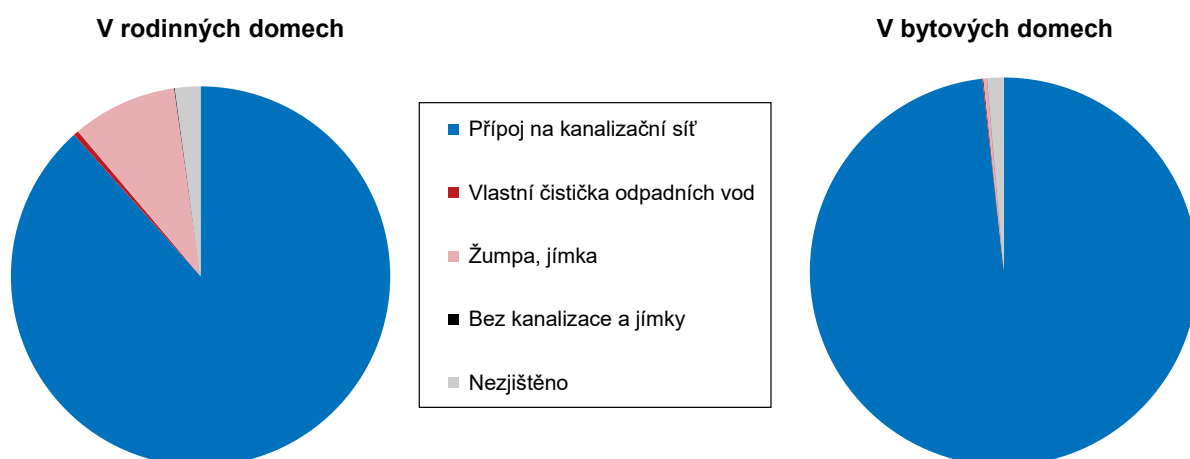 V rodinných domech
V bytových domech
Přípoj na kanalizační síť
Vlastní čistička odpadních vod
Žumpa, jímka
Bez kanalizace a jímky
Nezjištěno